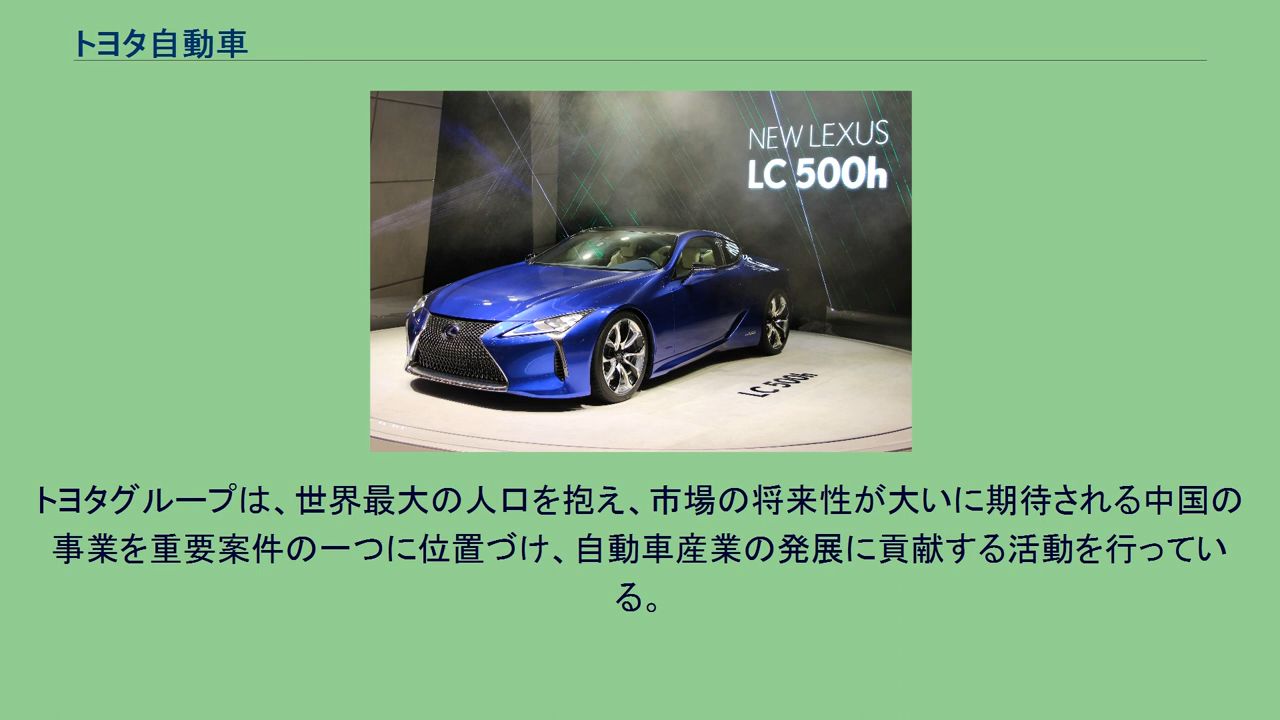 トヨタ自動車
NEW LEXUS
LC 500h
LC 500h
トヨタグループは、世界最大の人口を抱え、市場の将来性が大いに期待される中国の
事業を重要案件の一つに位置づけ、自動車産業の発展に貢献する活動を行ってい
る。